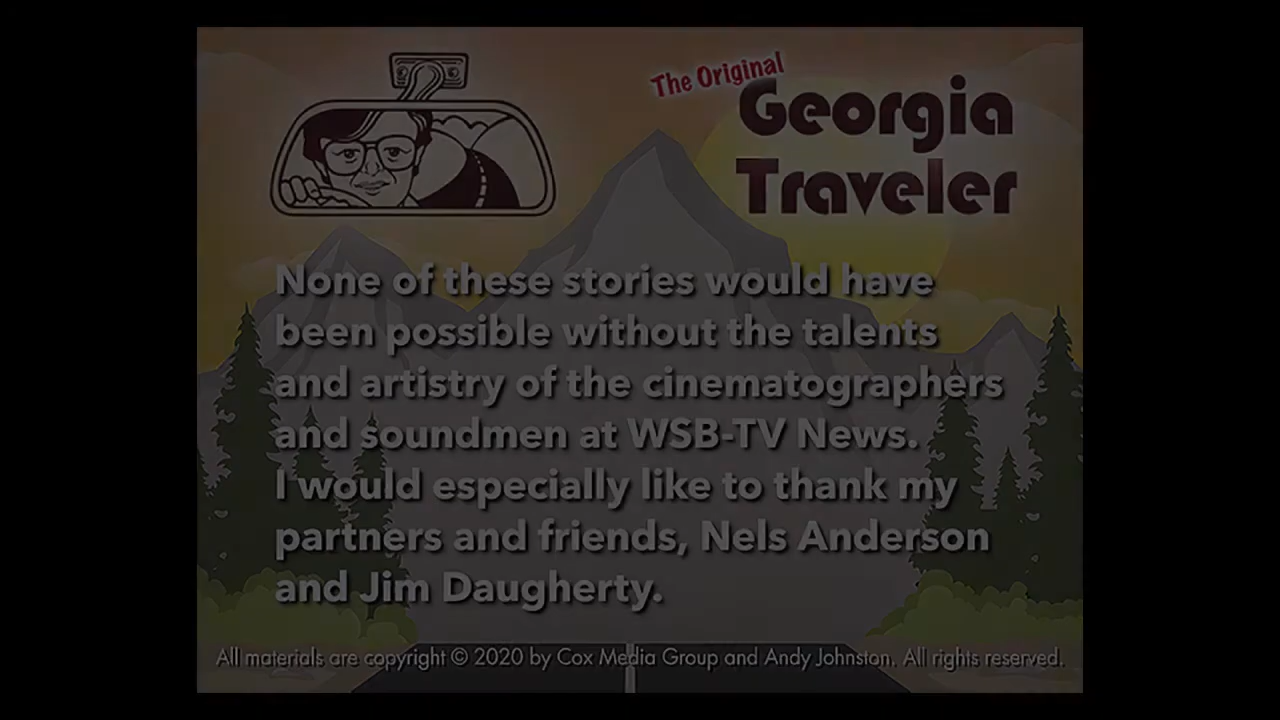 The Original
Georgia
Traveler
None of these stories would have
been possible without the talents
and artistry of the cinematographers
and soundmen at WSB-TV News.
I would especially like to thank my
partners and friends, Nels Anderson
and Jim Daugherty.
All materials are copyright © 2020 by Cox Media Group and Andy Johnston. All rights reserved.